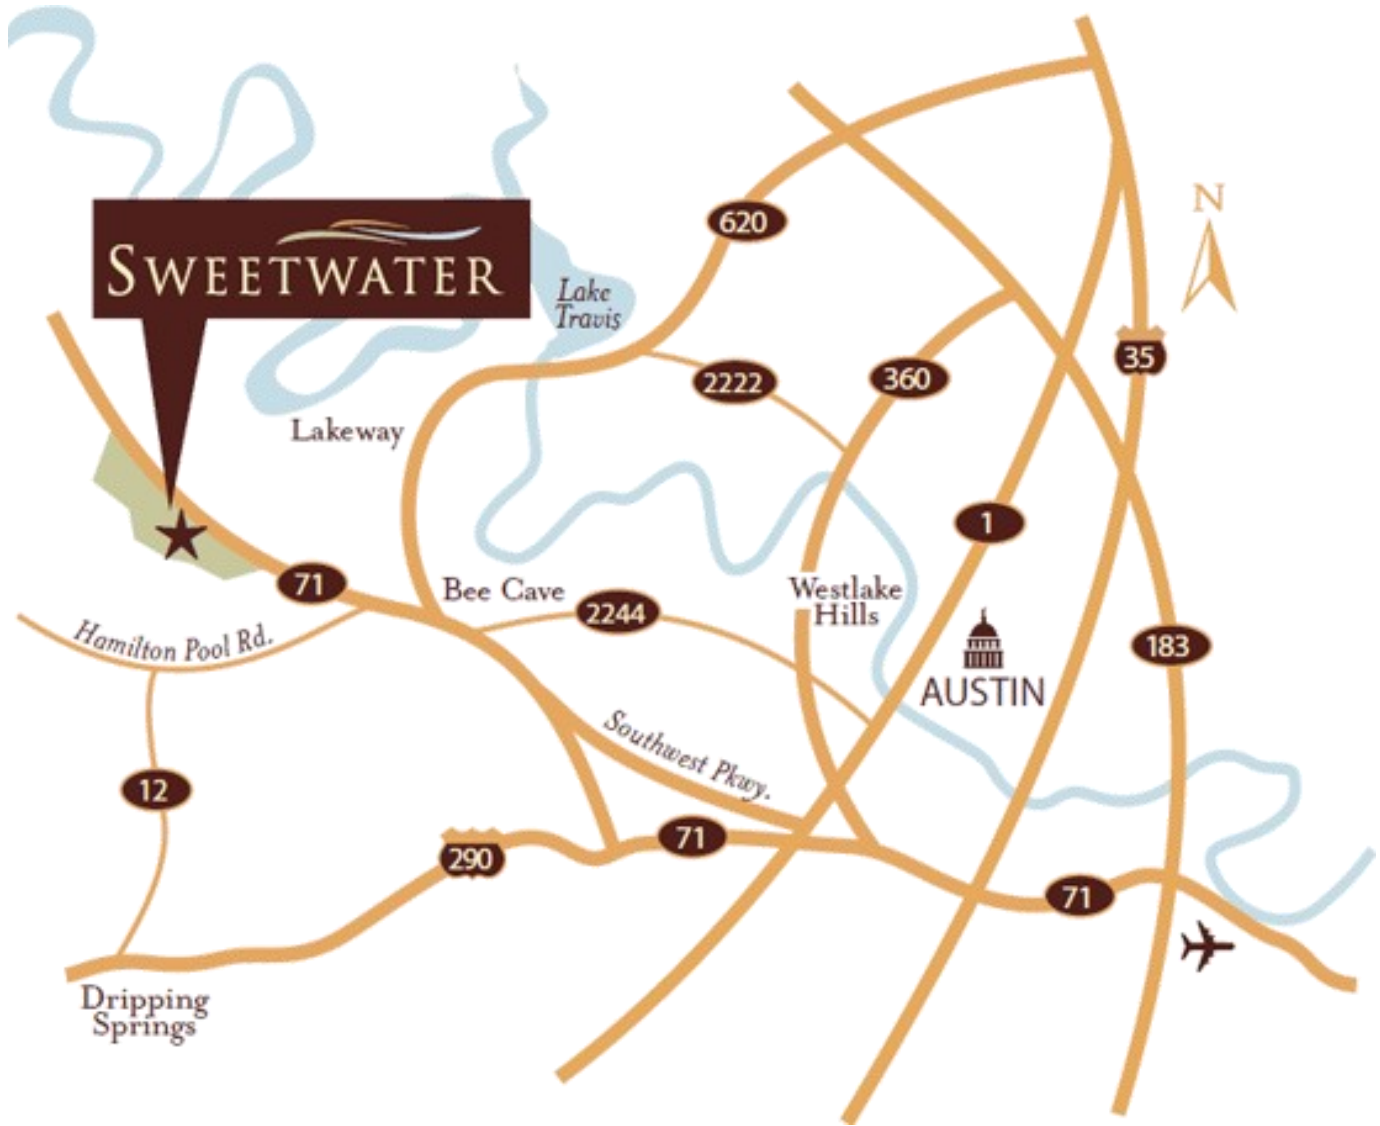 N
620
SWEETWATER
Lake
Travis
35
2222
360
Lakeway
1
71
Bee Cave
2244
Westlake
Hills
Hamilton Pool Rd.
183
AUSTIN
Southwest Pkwy.
12
71
290
71
Dripping
Springs